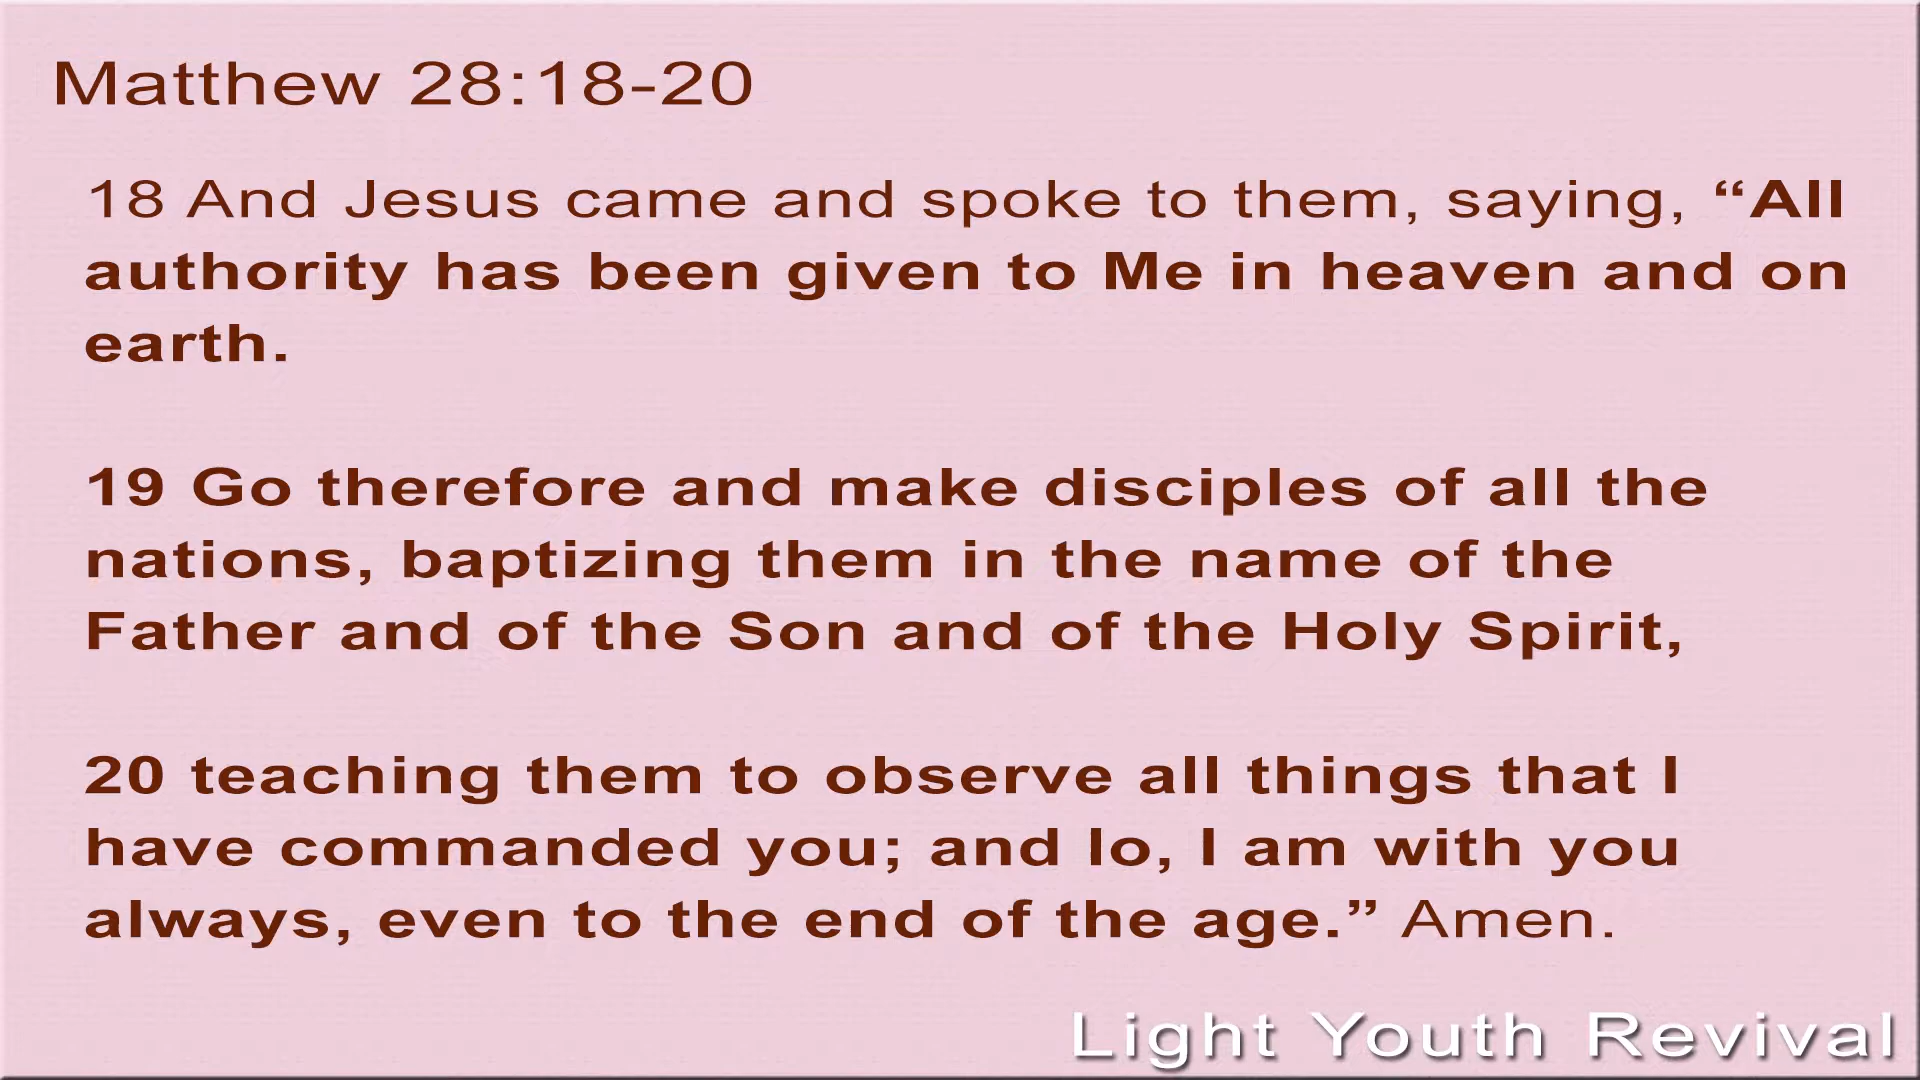 Matthew 28:18-20
18 And Jesus came and spoke to them, saying, “All
authority has been given to Me in heaven and on
earth.
19 Go therefore and make disciples of all the
nations, baptizing them in the name of the
Father and of the Son and of the Holy Spirit,
20 teaching them to observe all things that I
have commanded you; and lo, I am with you
always, even to the end of the age.” Amen.
Light Youth Revival